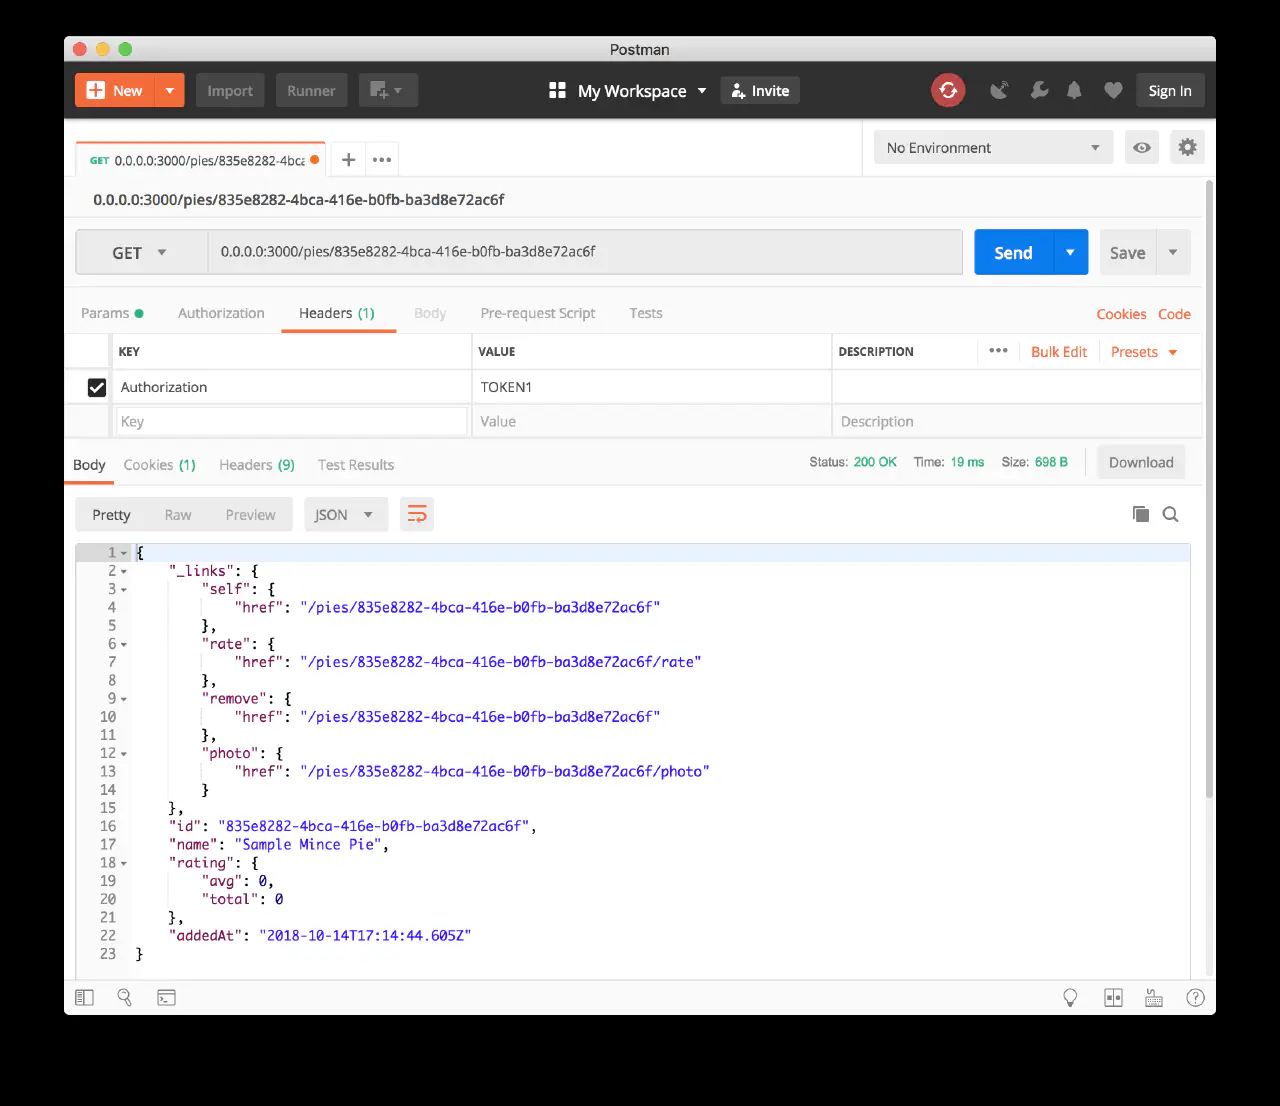 Postman
New Import Runner My Workspace Invite Sign In
GET 0.0.0.0:3000/pies/835e8282-4bca No Environment
0.0.0.0:3000/pies/835e8282-4bca-416e-b0fb-ba3d8e72ac6f
GET 0.0.0.0:3000/pies/835e8282-4bca-416e-b0fb-ba3d8e72ac6f Send Save
Params Authorization Headers (1) Body Pre-request Script Tests Cookies Code
KEY VALUE DESCRIPTION ••• Bulk Edit Presets
Authorization TOKEN1
Key Value Description
Body Cookies (1) Headers (9) Test Results Status: 200 OK Time: 19 ms Size: 698 B Download
Pretty Raw Preview JSON
1 {
2 "_links": {
3 "self": {
4 "href": "/pies/835e8282-4bca-416e-b0fb-ba3d8e72ac6f"
5 },
6 "rate": {
7 "href": "/pies/835e8282-4bca-416e-b0fb-ba3d8e72ac6f/rate"
8 },
9 "remove": {
10 "href": "/pies/835e8282-4bca-416e-b0fb-ba3d8e72ac6f"
11 },
12 "photo": {
13 "href": "/pies/835e8282-4bca-416e-b0fb-ba3d8e72ac6f/photo"
14 }
15 },
16 "id": "835e8282-4bca-416e-b0fb-ba3d8e72ac6f",
17 "name": "Sample Mince Pie",
18 "rating": {
19 "avg": 0,
20 "total": 0
21 },
22 "addedAt": "2018-10-14T17:14:44.605Z"
23 }